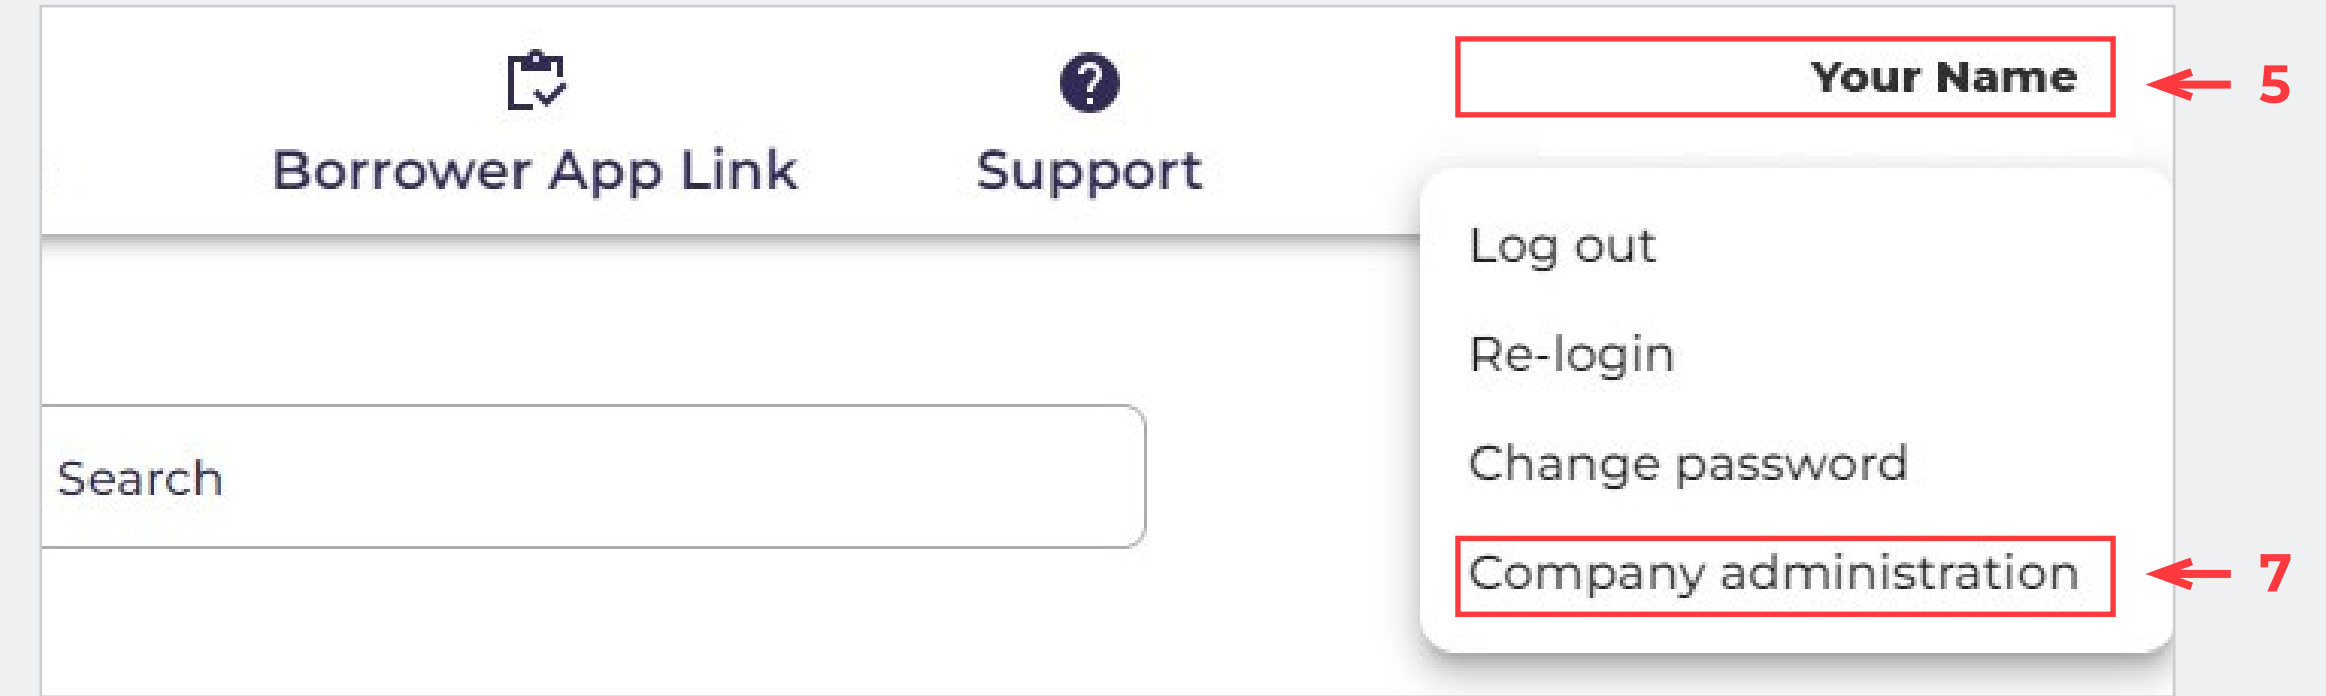 Your Name
5
Borrower App Link
Support
Log out
Re-login
Change password
Search
Company administration
7